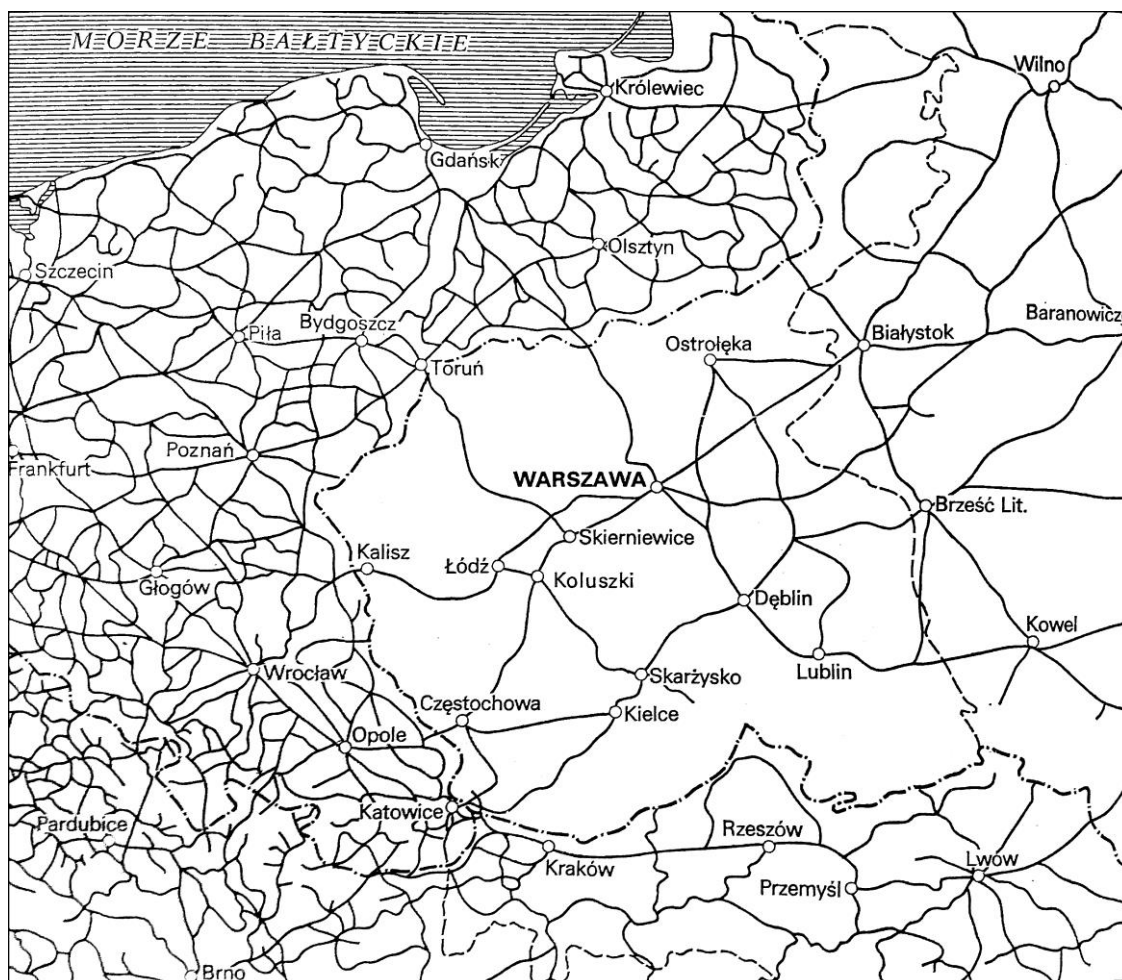 MORZE BAŁTYCKIE
Królewiec
Wilno
Gdańsk
Olsztyn
Szczecin
Bydgoszcz
Piła
Toruń
Ostrołęka
Białystok
Baranowicze
Poznań
Frankfurt
WARSZAWA
Brześć Lit.
Skierniewice
Kalisz
Łódź
Koluszki
Głogów
Dęblin
Kowel
Wrocław
Lublin
Skarżysko
Częstochowa
Kielce
Opole
Katowice
Pardubice
Rzeszów
Kraków
Lwów
Przemyśl
Brno